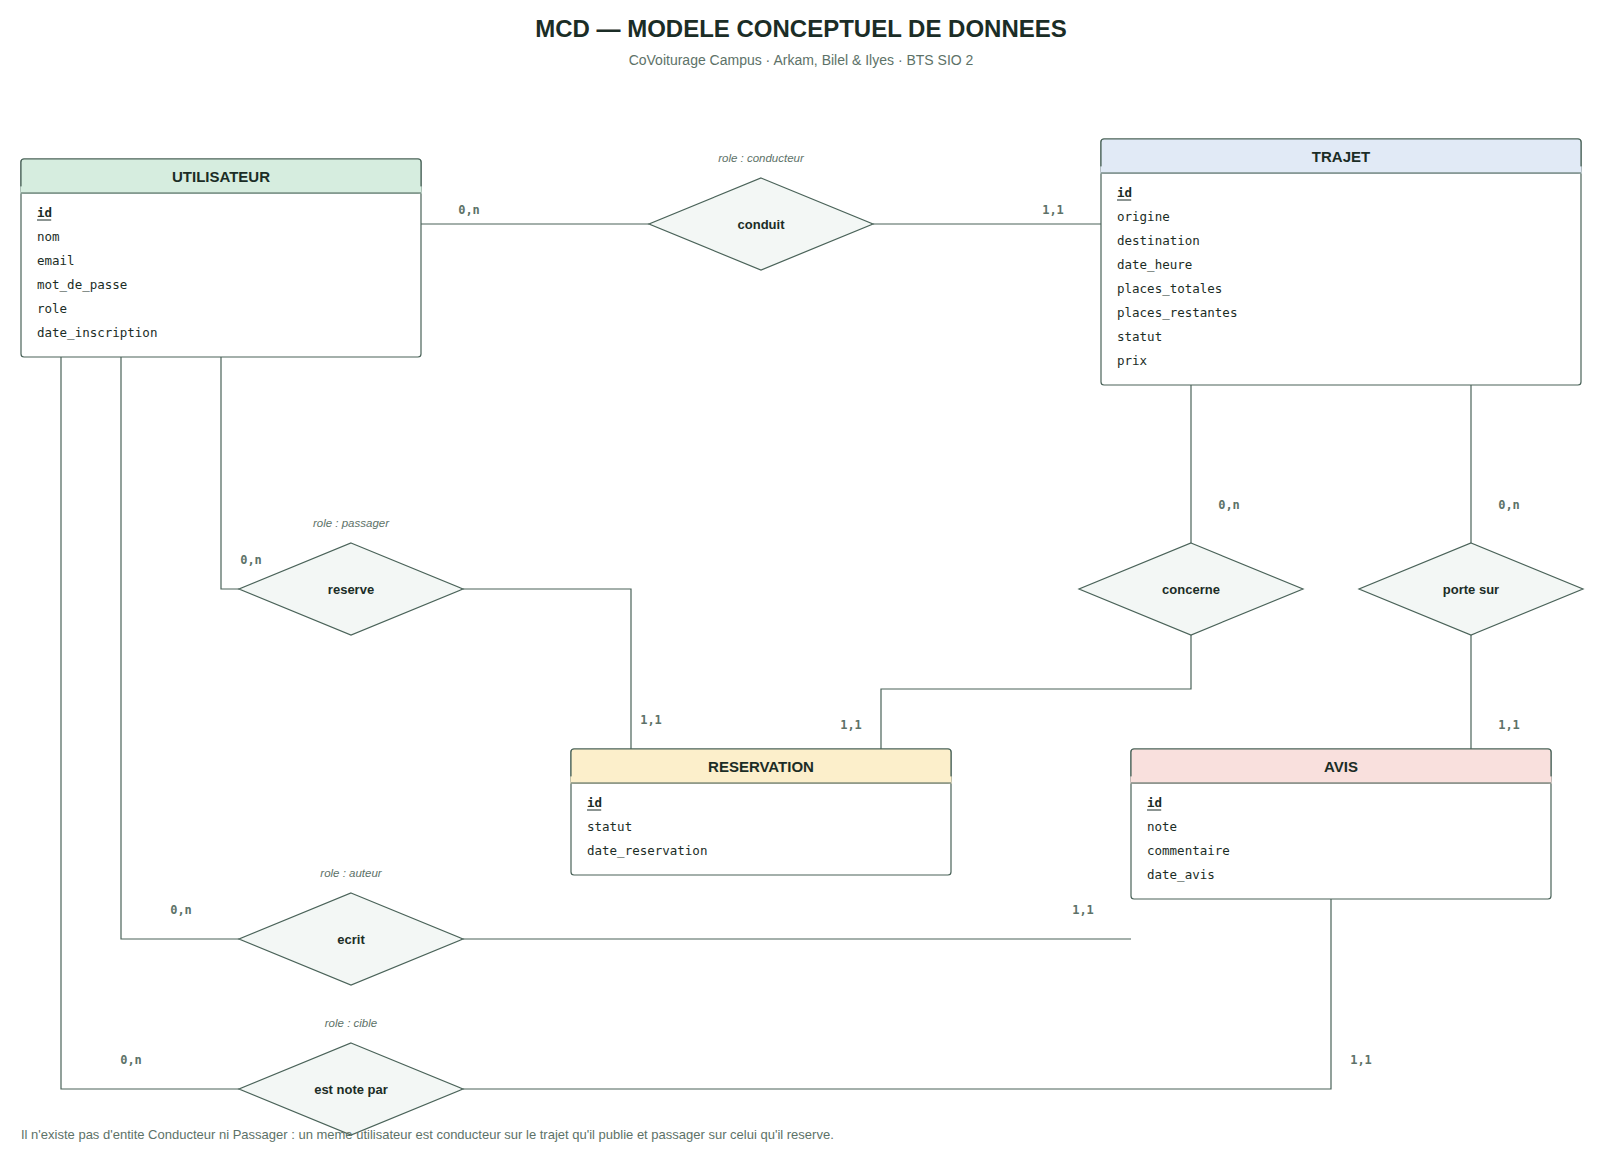 MCD — MODELE CONCEPTUEL DE DONNEES
CoVoiturage Campus · Arkam, Bilel & Ilyes · BTS SIO 2
UTILISATEUR
id
nom
email
mot_de_passe
role
date_inscription
role : conducteur
0,n
conduit
1,1
TRAJET
id
origine
destination
date_heure
places_totales
places_restantes
statut
prix
role : passager
0,n
reserve
1,1
0,n
concerne
1,1
0,n
porte sur
1,1
RESERVATION
id
statut
date_reservation
AVIS
id
note
commentaire
date_avis
role : auteur
0,n
ecrit
1,1
role : cible
0,n
est note par
1,1
Il n'existe pas d'entite Conducteur ni Passager : un meme utilisateur est conducteur sur le trajet qu'il publie et passager sur celui qu'il reserve.